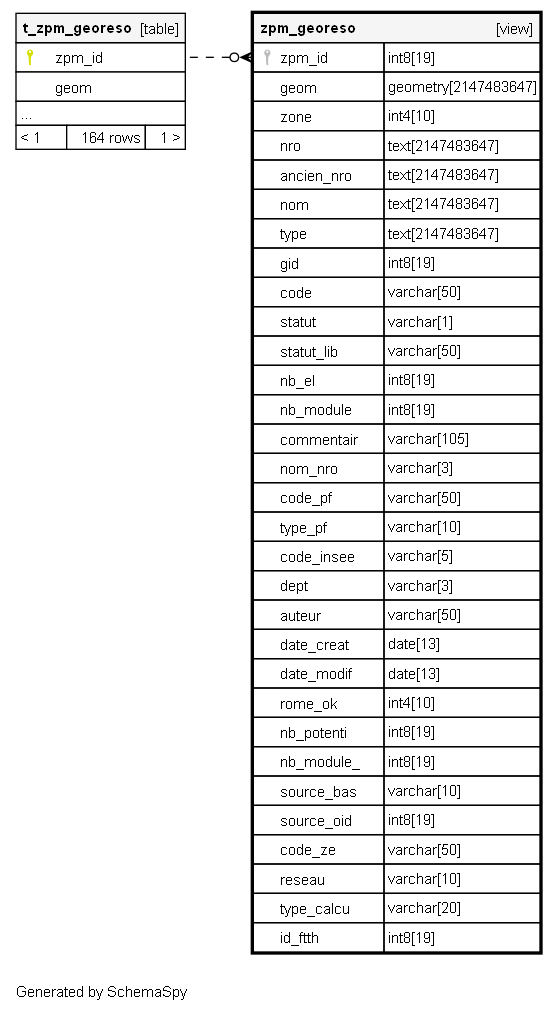 t_zpm_georeso [table]
zpm_id
geom
...
< 1 164 rows 1 >
zpm_georeso [view]
zpm_id int8[19]
geom geometry[2147483647]
zone int4[10]
nro text[2147483647]
ancien_nro text[2147483647]
nom text[2147483647]
type text[2147483647]
gid int8[19]
code varchar[50]
statut varchar[1]
statut_lib varchar[50]
nb_el int8[19]
nb_module int8[19]
commentair varchar[105]
nom_nro varchar[3]
code_pf varchar[50]
type_pf varchar[10]
code_insee varchar[5]
dept varchar[3]
auteur varchar[50]
date_creat date[13]
date_modif date[13]
rome_ok int4[10]
nb_potenti int8[19]
nb_module_ int8[19]
source_bas varchar[10]
source_oid int8[19]
code_ze varchar[50]
reseau varchar[10]
type_calcu varchar[20]
id_ftth int8[19]
Generated by SchemaSpy